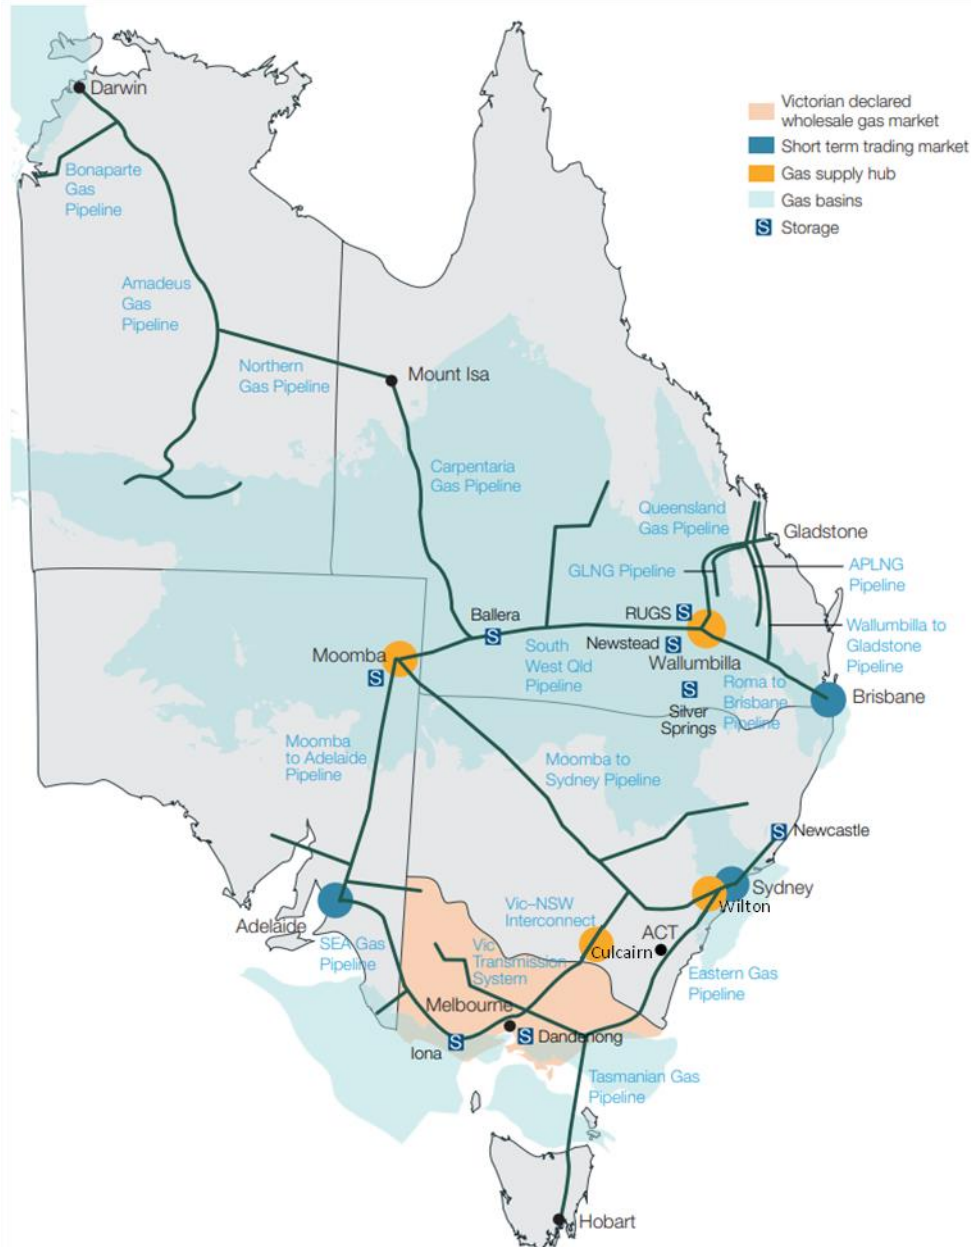 Darwin
Victorian declared
wholesale gas market
Short term trading market
Gas supply hub
Gas basins
S Storage
Bonaparte
Gas
Pipeline
Amadeus
Gas
Pipeline
Northern
Gas Pipeline
Mount Isa
Carpentaria
Gas Pipeline
Queensland
Gas Pipeline
Gladstone
GLNG Pipeline
APLNG
Pipeline
Ballera
S
RUGS S
Newstead S
Wallumbilla
Wallumbilla to
Gladstone
Pipeline
Moomba
S
South
West Qld
Pipeline
S
Silver
Springs
Roma to
Brisbane
Pipeline
Brisbane
Moomba
to Adelaide
Pipeline
Moomba to
Sydney Pipeline
S Newcastle
Sydney
Wilton
Vic–NSW
Interconnect
Culcairn
ACT
Adelaide
SEA Gas
Pipeline
Vic
Transmission
System
Eastern Gas
Pipeline
Melbourne
S Dandenong
Iona S
Tasmanian Gas
Pipeline
Hobart